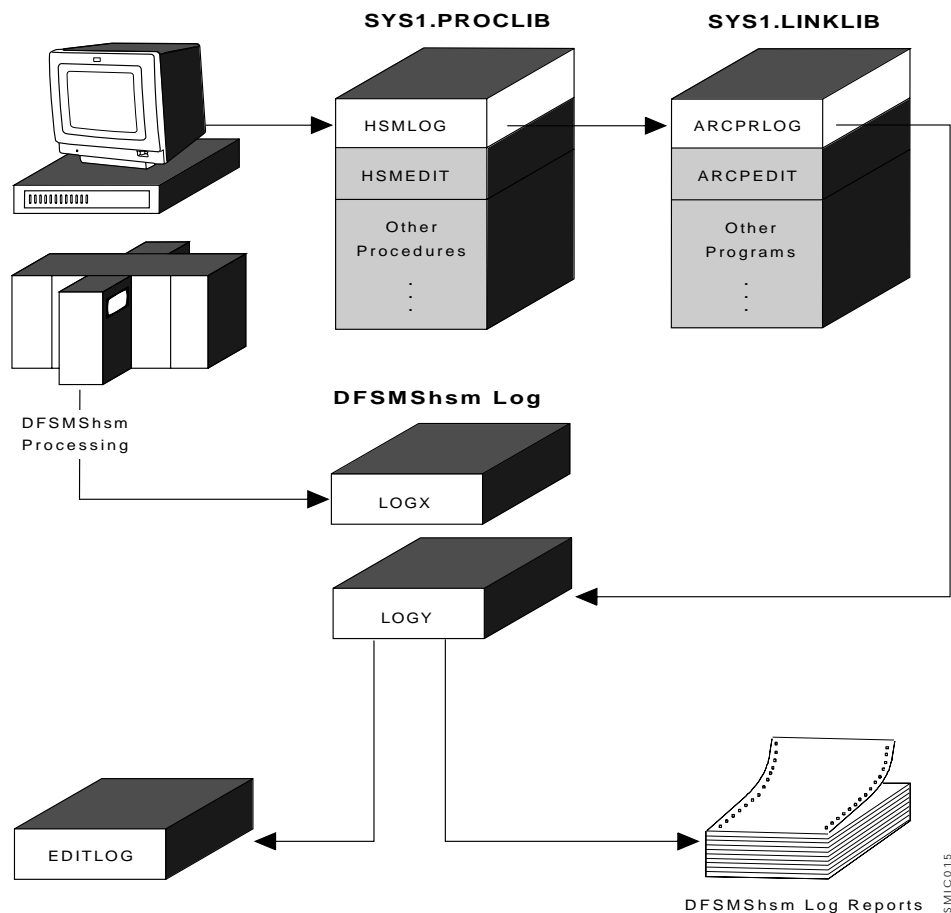 SYS1.PROCLIB
SYS1.LINKLIB
HSMLOG
ARCPRLOG
HSMEDIT
ARCPEDIT
Other
Procedures
.
.
.
Other
Programs
.
.
.
DFSMShsm
Processing
DFSMShsm Log
LOGX
LOGY
EDITLOG
DFSMShsm Log Reports
SMIC015